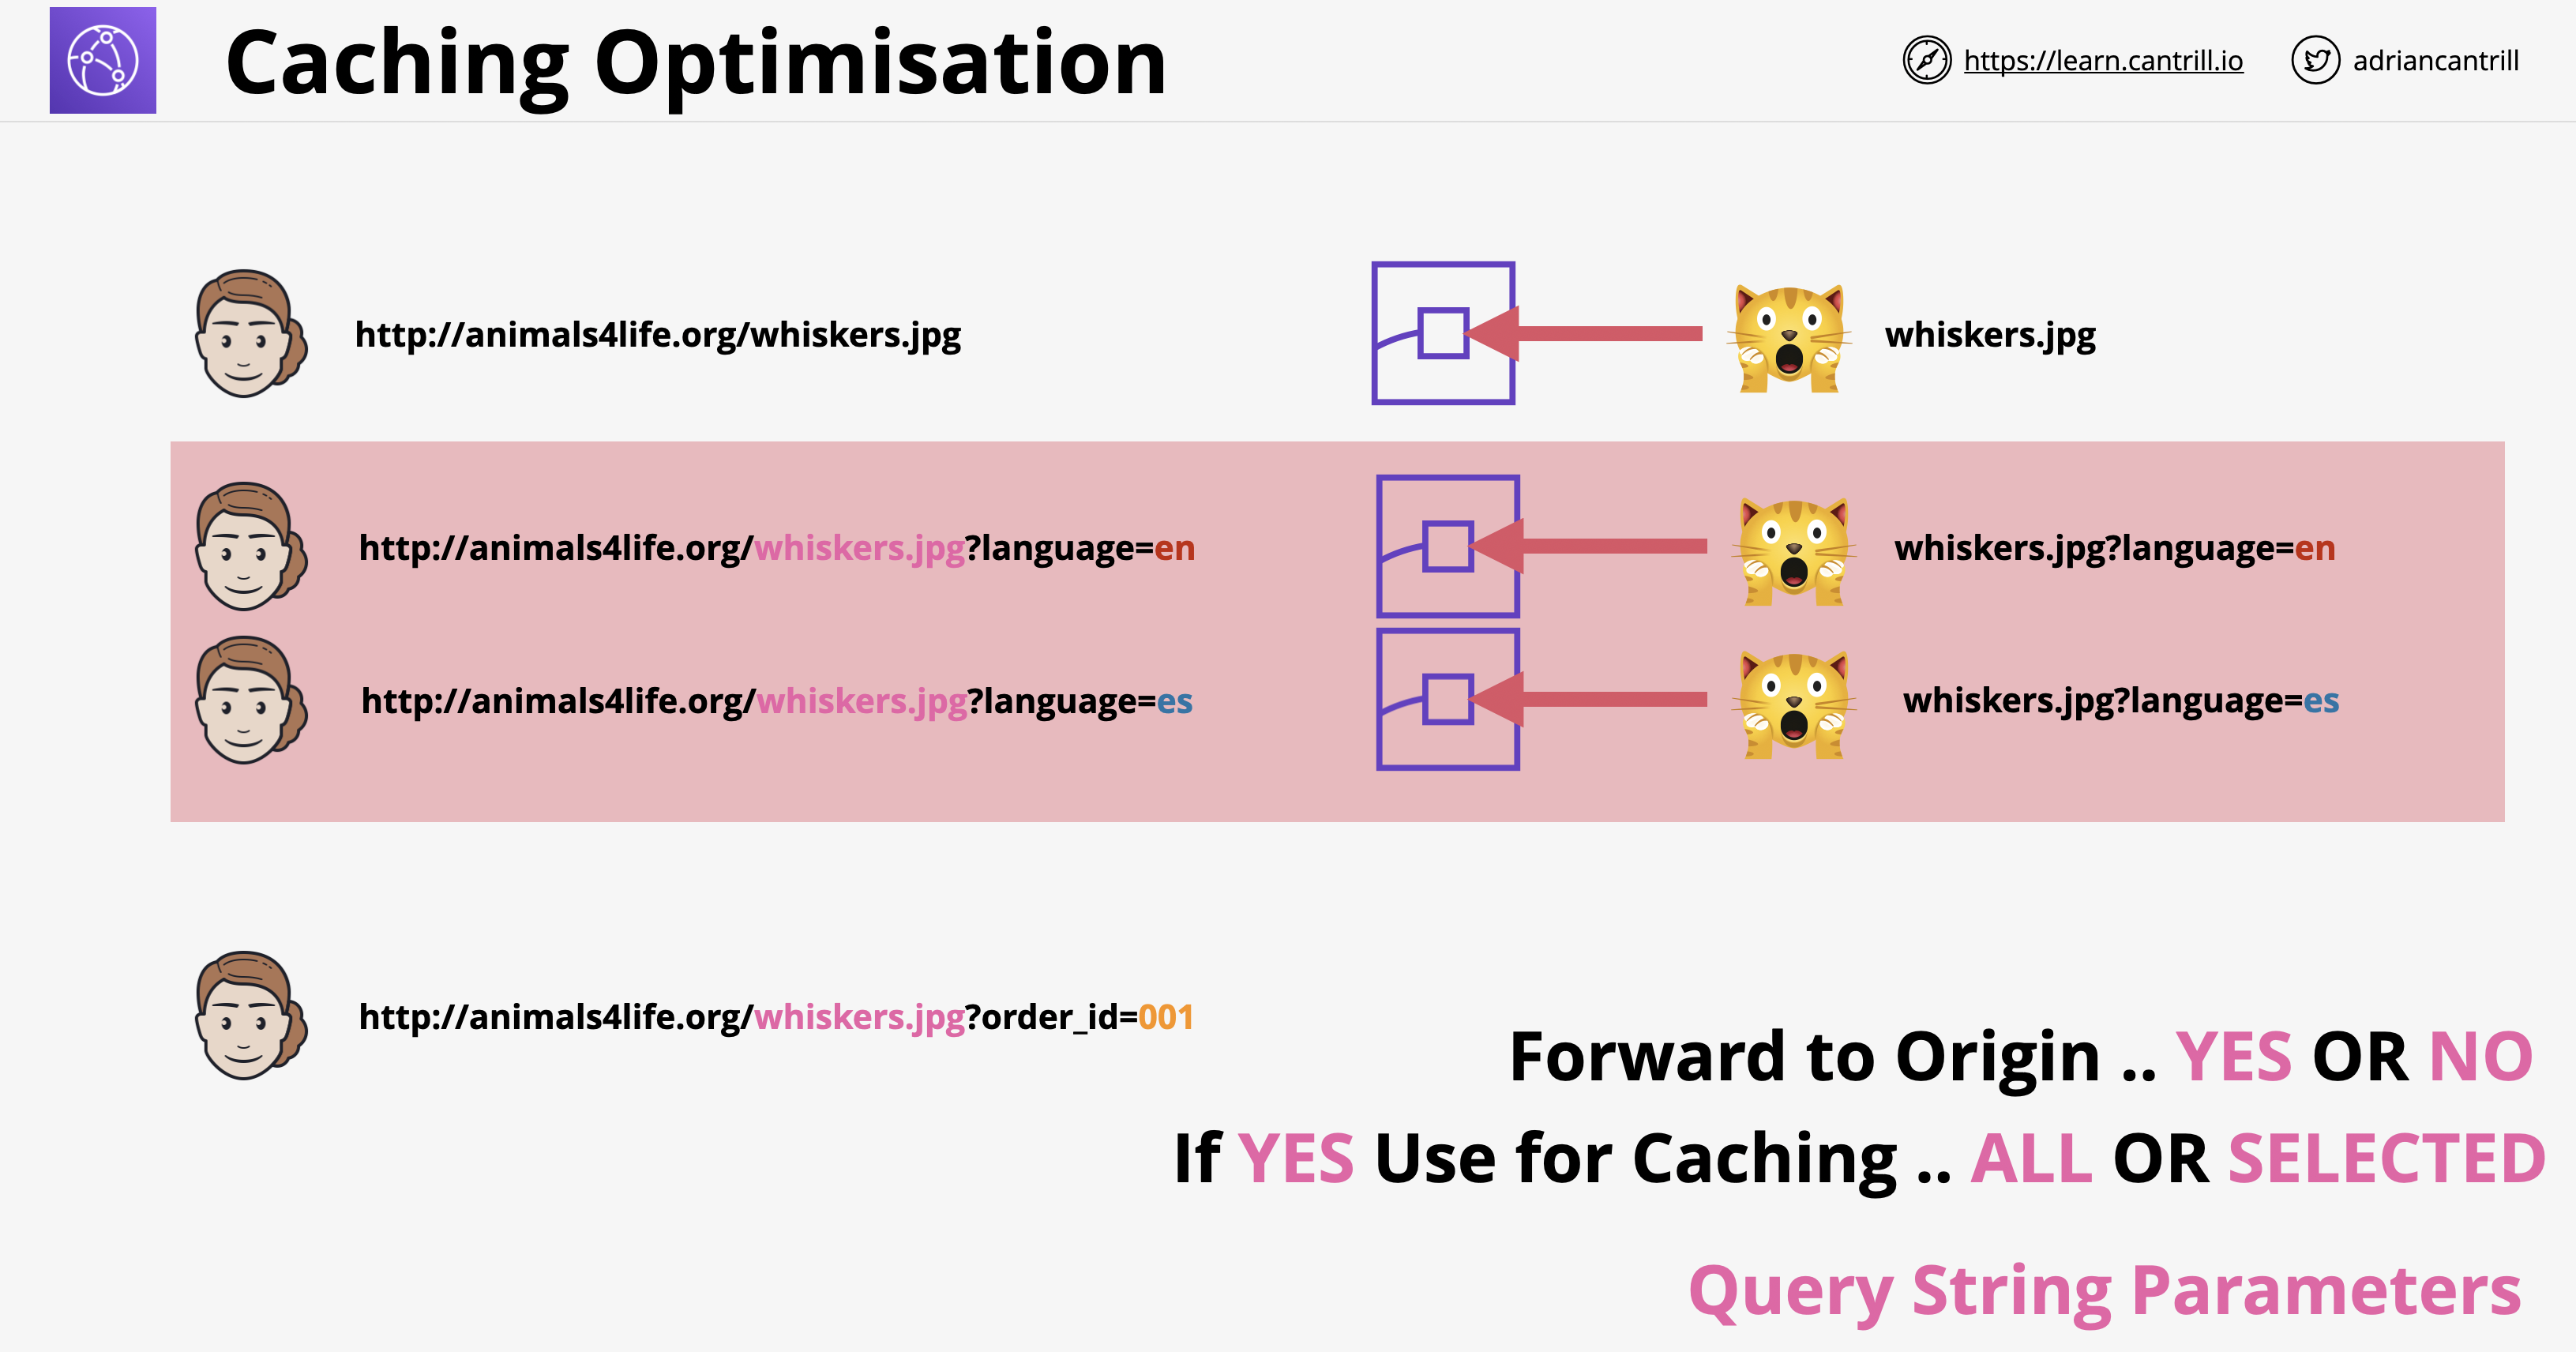 Caching Optimisation
https://learn.cantrill.io
adriancantrill
http://animals4life.org/whiskers.jpg
whiskers.jpg
http://animals4life.org/whiskers.jpg?language=en
whiskers.jpg?language=en
http://animals4life.org/whiskers.jpg?language=es
whiskers.jpg?language=es
http://animals4life.org/whiskers.jpg?order_id=001
Forward to Origin .. YES OR NO
If YES Use for Caching .. ALL OR SELECTED
Query String Parameters